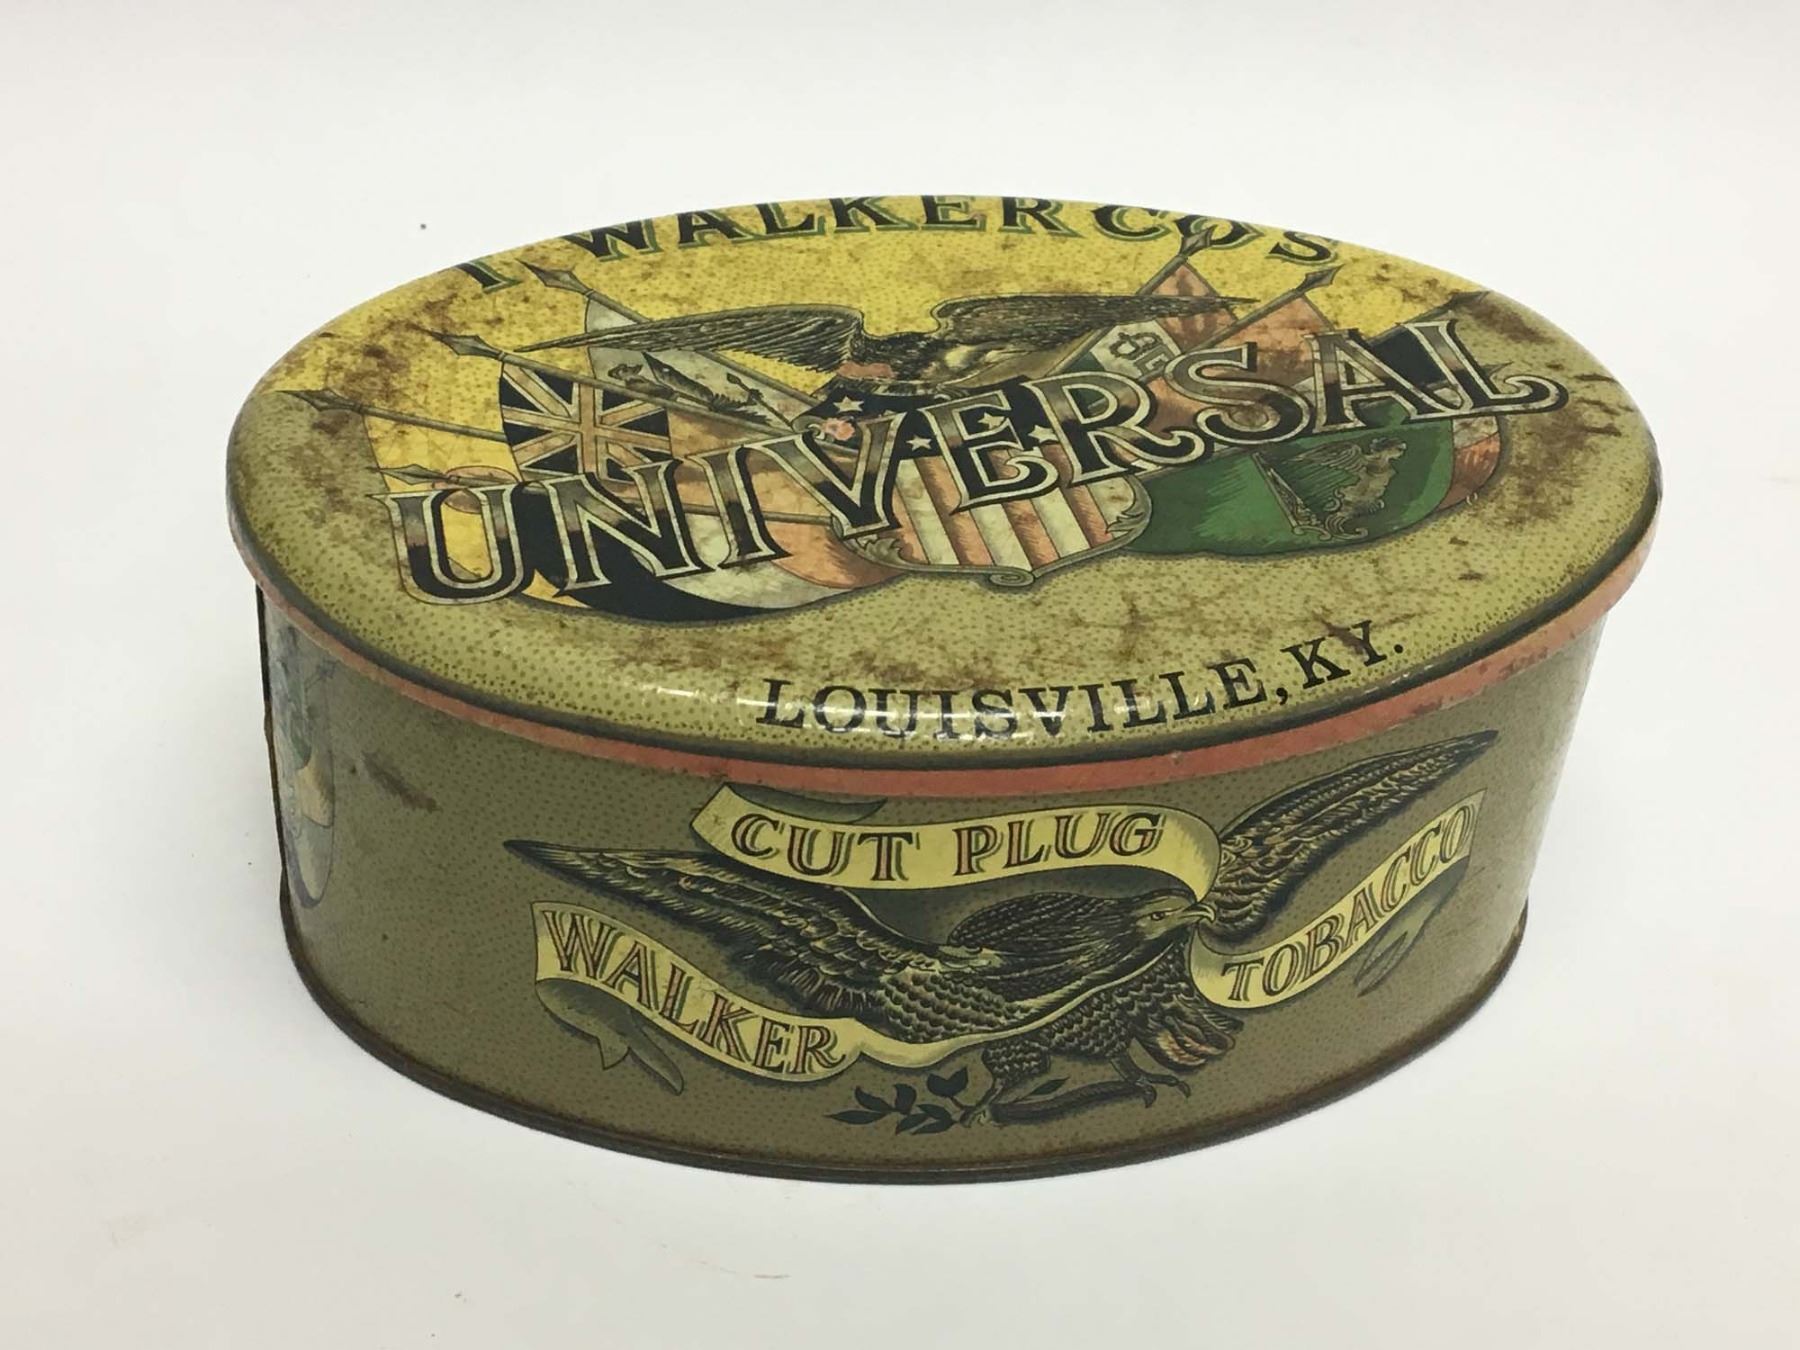 WALKER CO'S
UNIVERSAL
LOUISVILLE, KY.
CUT PLUG
WALKER
TOBACCO